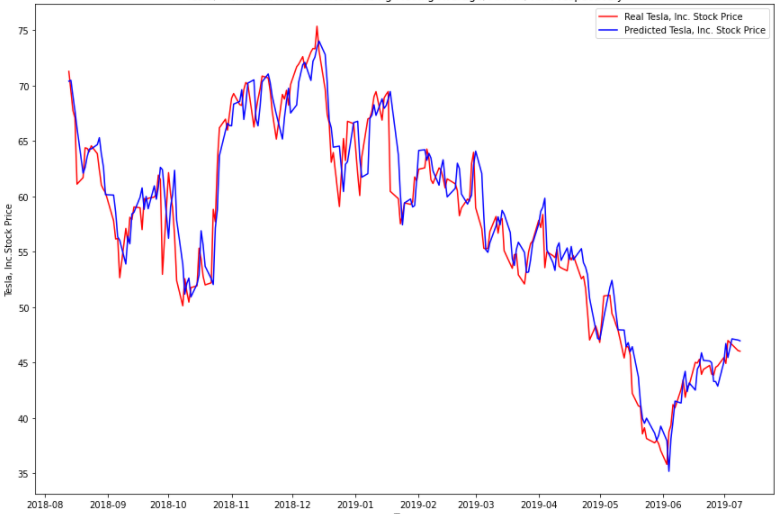 Real Tesla, Inc. Stock Price
Predicted Tesla, Inc. Stock Price
Tesla, Inc.Stock Price
75
70
65
60
55
50
45
40
35
2018-08 2018-09 2018-10 2018-11 2018-12 2019-01 2019-02 2019-03 2019-04 2019-05 2019-06 2019-07